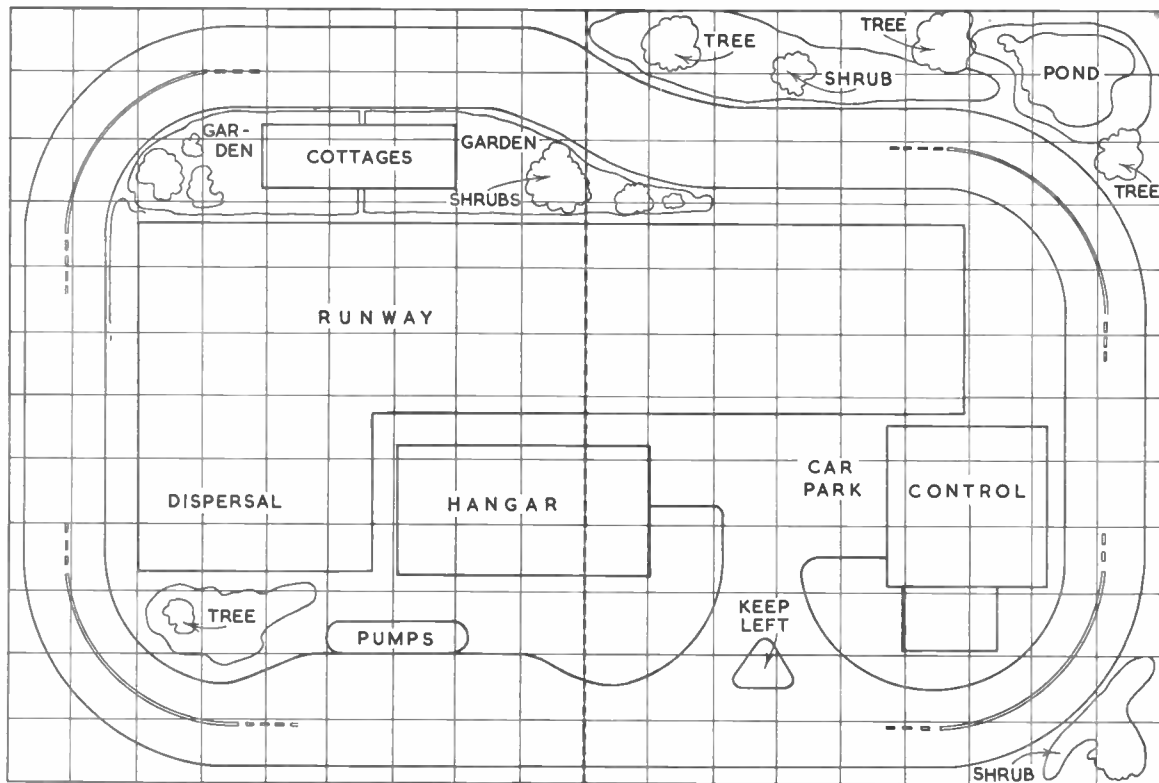 TREE
TREE
SHRUB
POND
GAR-
DEN
COTTAGES
GARDEN
SHRUBS
TREE
RUNWAY
DISPERSAL
HANGAR
CAR
PARK
CONTROL
TREE
PUMPS
KEEP
LEFT
SHRUB